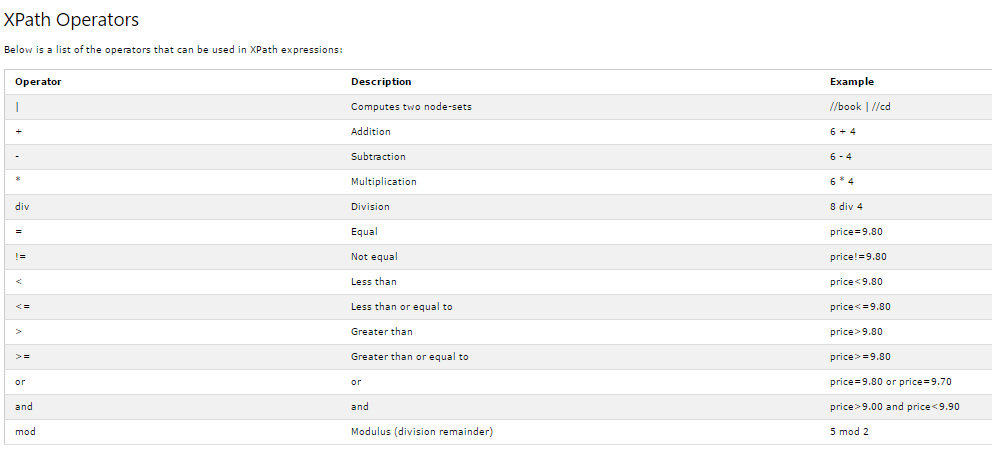 XPath Operators
Below is a list of the operators that can be used in XPath expressions:
Operator Description Example
| Computes two node-sets //book | //cd
+ Addition 6 + 4
- Subtraction 6 - 4
* Multiplication 6 * 4
div Division 8 div 4
= Equal price=9.80
!= Not equal price!=9.80
< Less than price<9.80
<= Less than or equal to price<=9.80
> Greater than price>9.80
>= Greater than or equal to price>=9.80
or or price=9.80 or price=9.70
and and price>9.00 and price<9.90
mod Modulus (division remainder) 5 mod 2